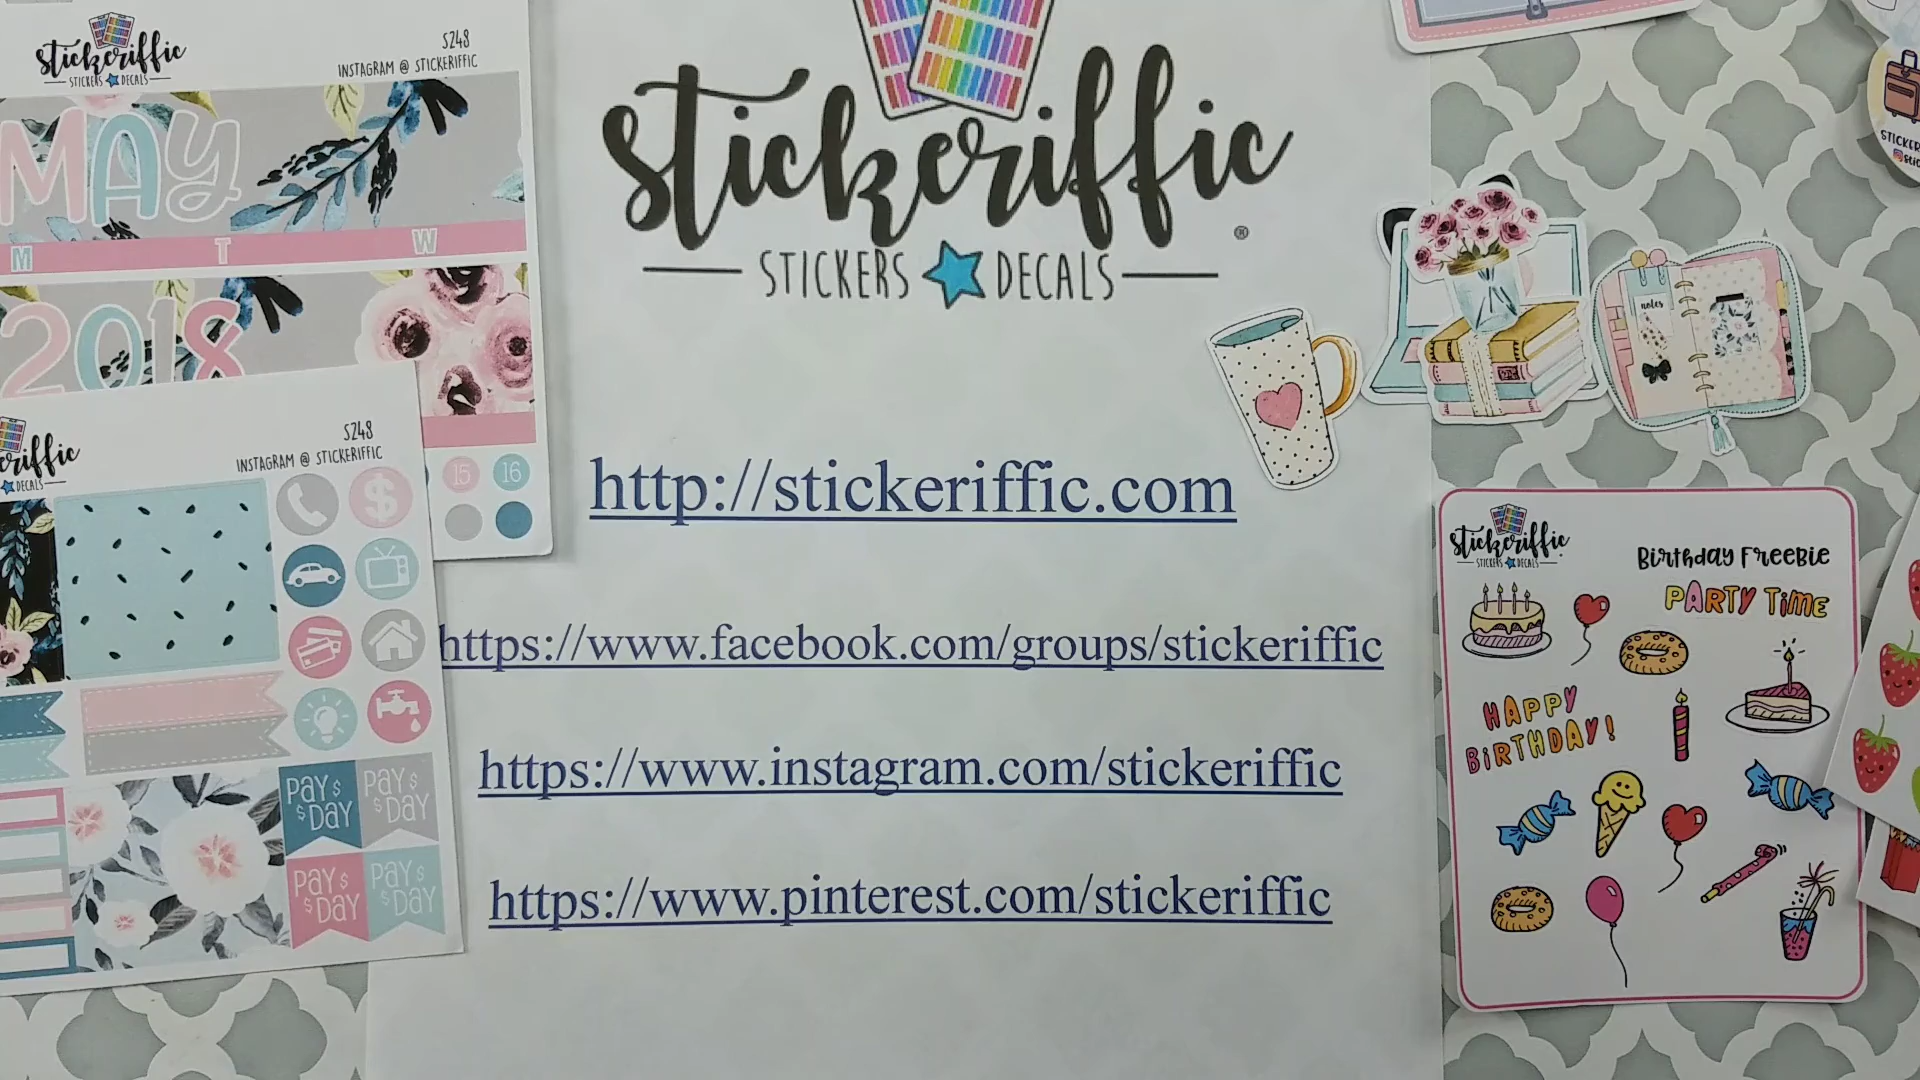 stickeriffic
STICKERS DECALS
S248
INSTAGRAM @ STICKERIFFIC
MAY
M T W
2018
15 16
S248
INSTAGRAM @ STICKERIFFIC
DECALS
PAY DAY
PAY DAY
PAY DAY
PAY DAY
stickeriffic
®
STICKERS DECALS
http://stickeriffic.com
https://www.facebook.com/groups/stickeriffic
https://www.instagram.com/stickeriffic
https://www.pinterest.com/stickeriffic
notes
stickeriffic
STICKERS DECALS
Birthday Freebie
PARTY TiME
HAPPY
BiRTHDAY!